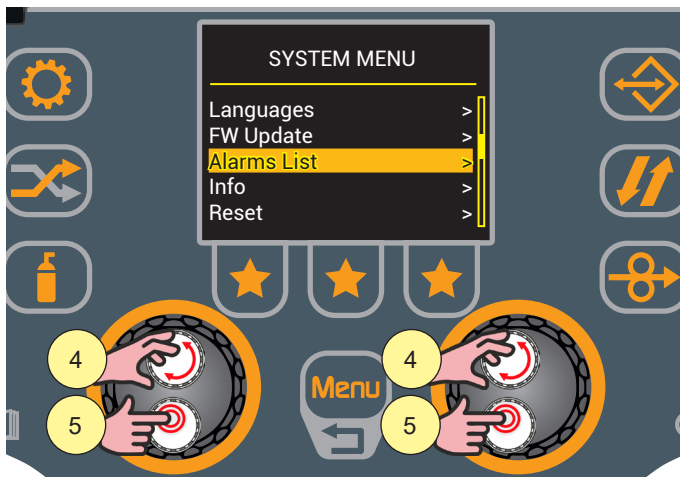 SYSTEM MENU
Languages >
FW Update >
Alarms List >
Info >
Reset >
4
4
Menu
5
5